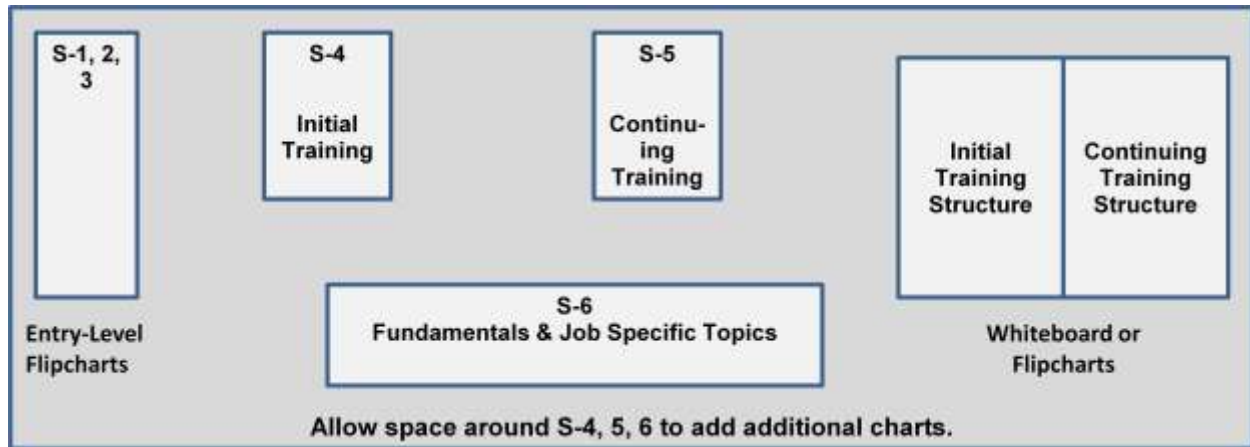 S-1, 2,
3
S-4
Initial
Training
S-5
Continu-
ing
Training
Initial
Training
Structure
Continuing
Training
Structure
S-6
Fundamentals & Job Specific Topics
Entry-Level
Flipcharts
Whiteboard or
Flipcharts
Allow space around S-4, 5, 6 to add additional charts.